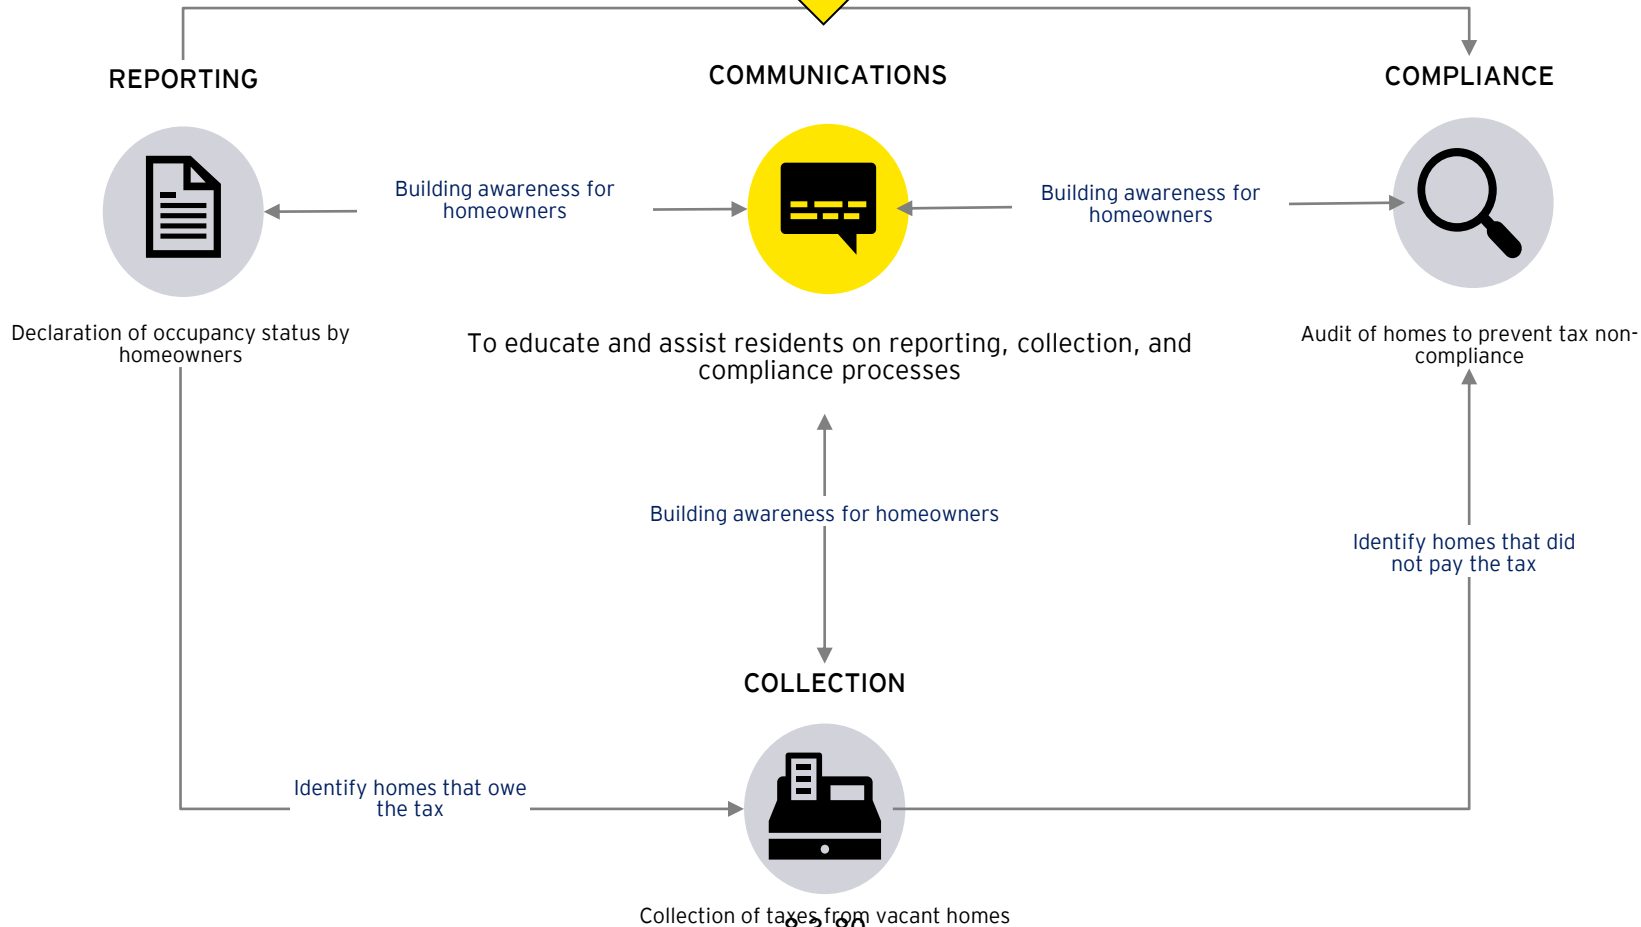 REPORTING
COMMUNICATIONS
COMPLIANCE
Building awareness for
homeowners
Building awareness for
homeowners
Declaration of occupancy status by
homeowners
To educate and assist residents on reporting, collection, and
compliance processes
Audit of homes to prevent tax non-
compliance
Building awareness for homeowners
Identify homes that did
not pay the tax
COLLECTION
Identify homes that owe
the tax
Collection of taxes from vacant homes